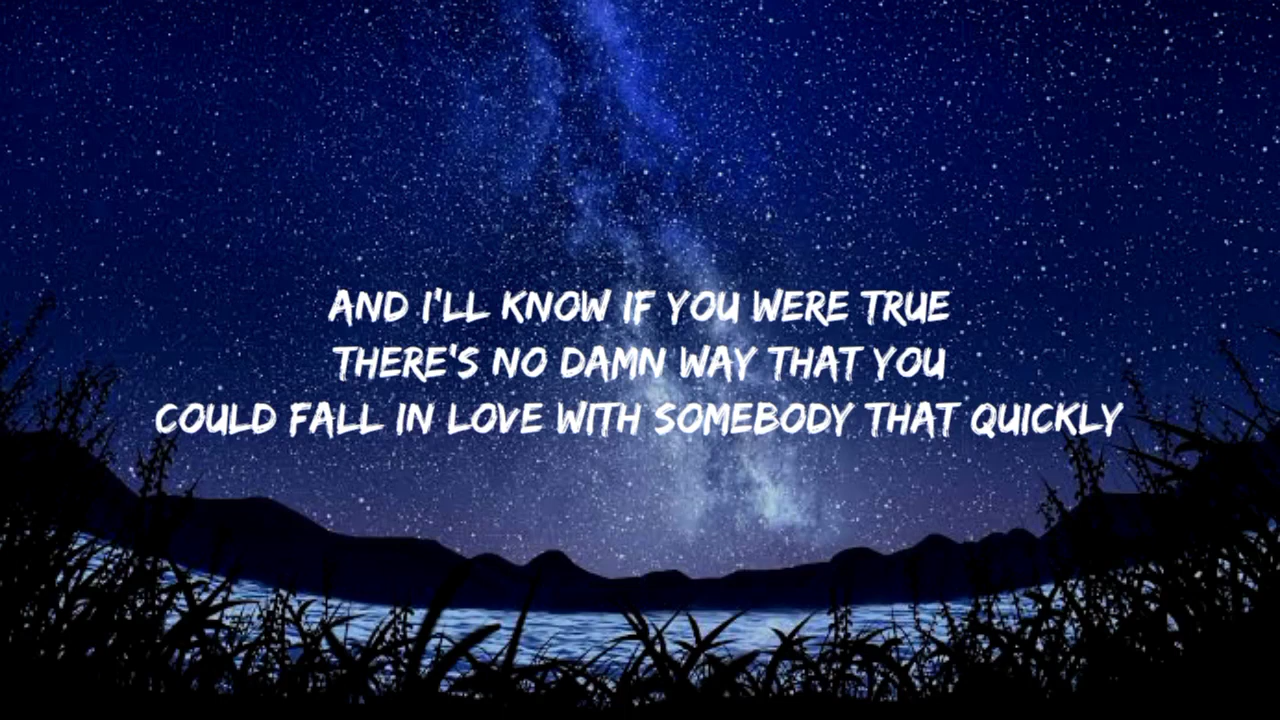 AND I'LL KNOW IF YOU WERE TRUE
THERE'S NO DAMN WAY THAT YOU
COULD FALL IN LOVE WITH SOMEBODY THAT QUICKLY